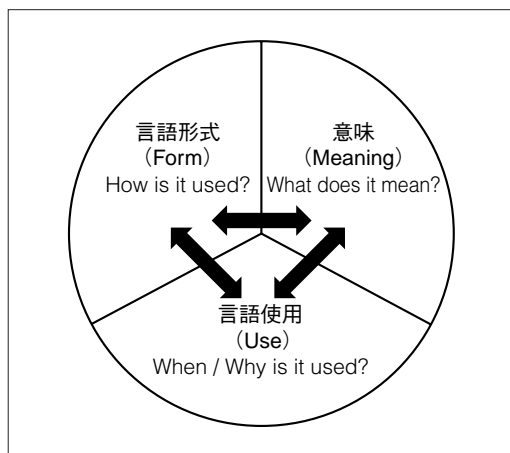 言語形式
（Form）
How is it used?
意味
（Meaning）
What does it mean?
言語使用
（Use）
When / Why is it used?